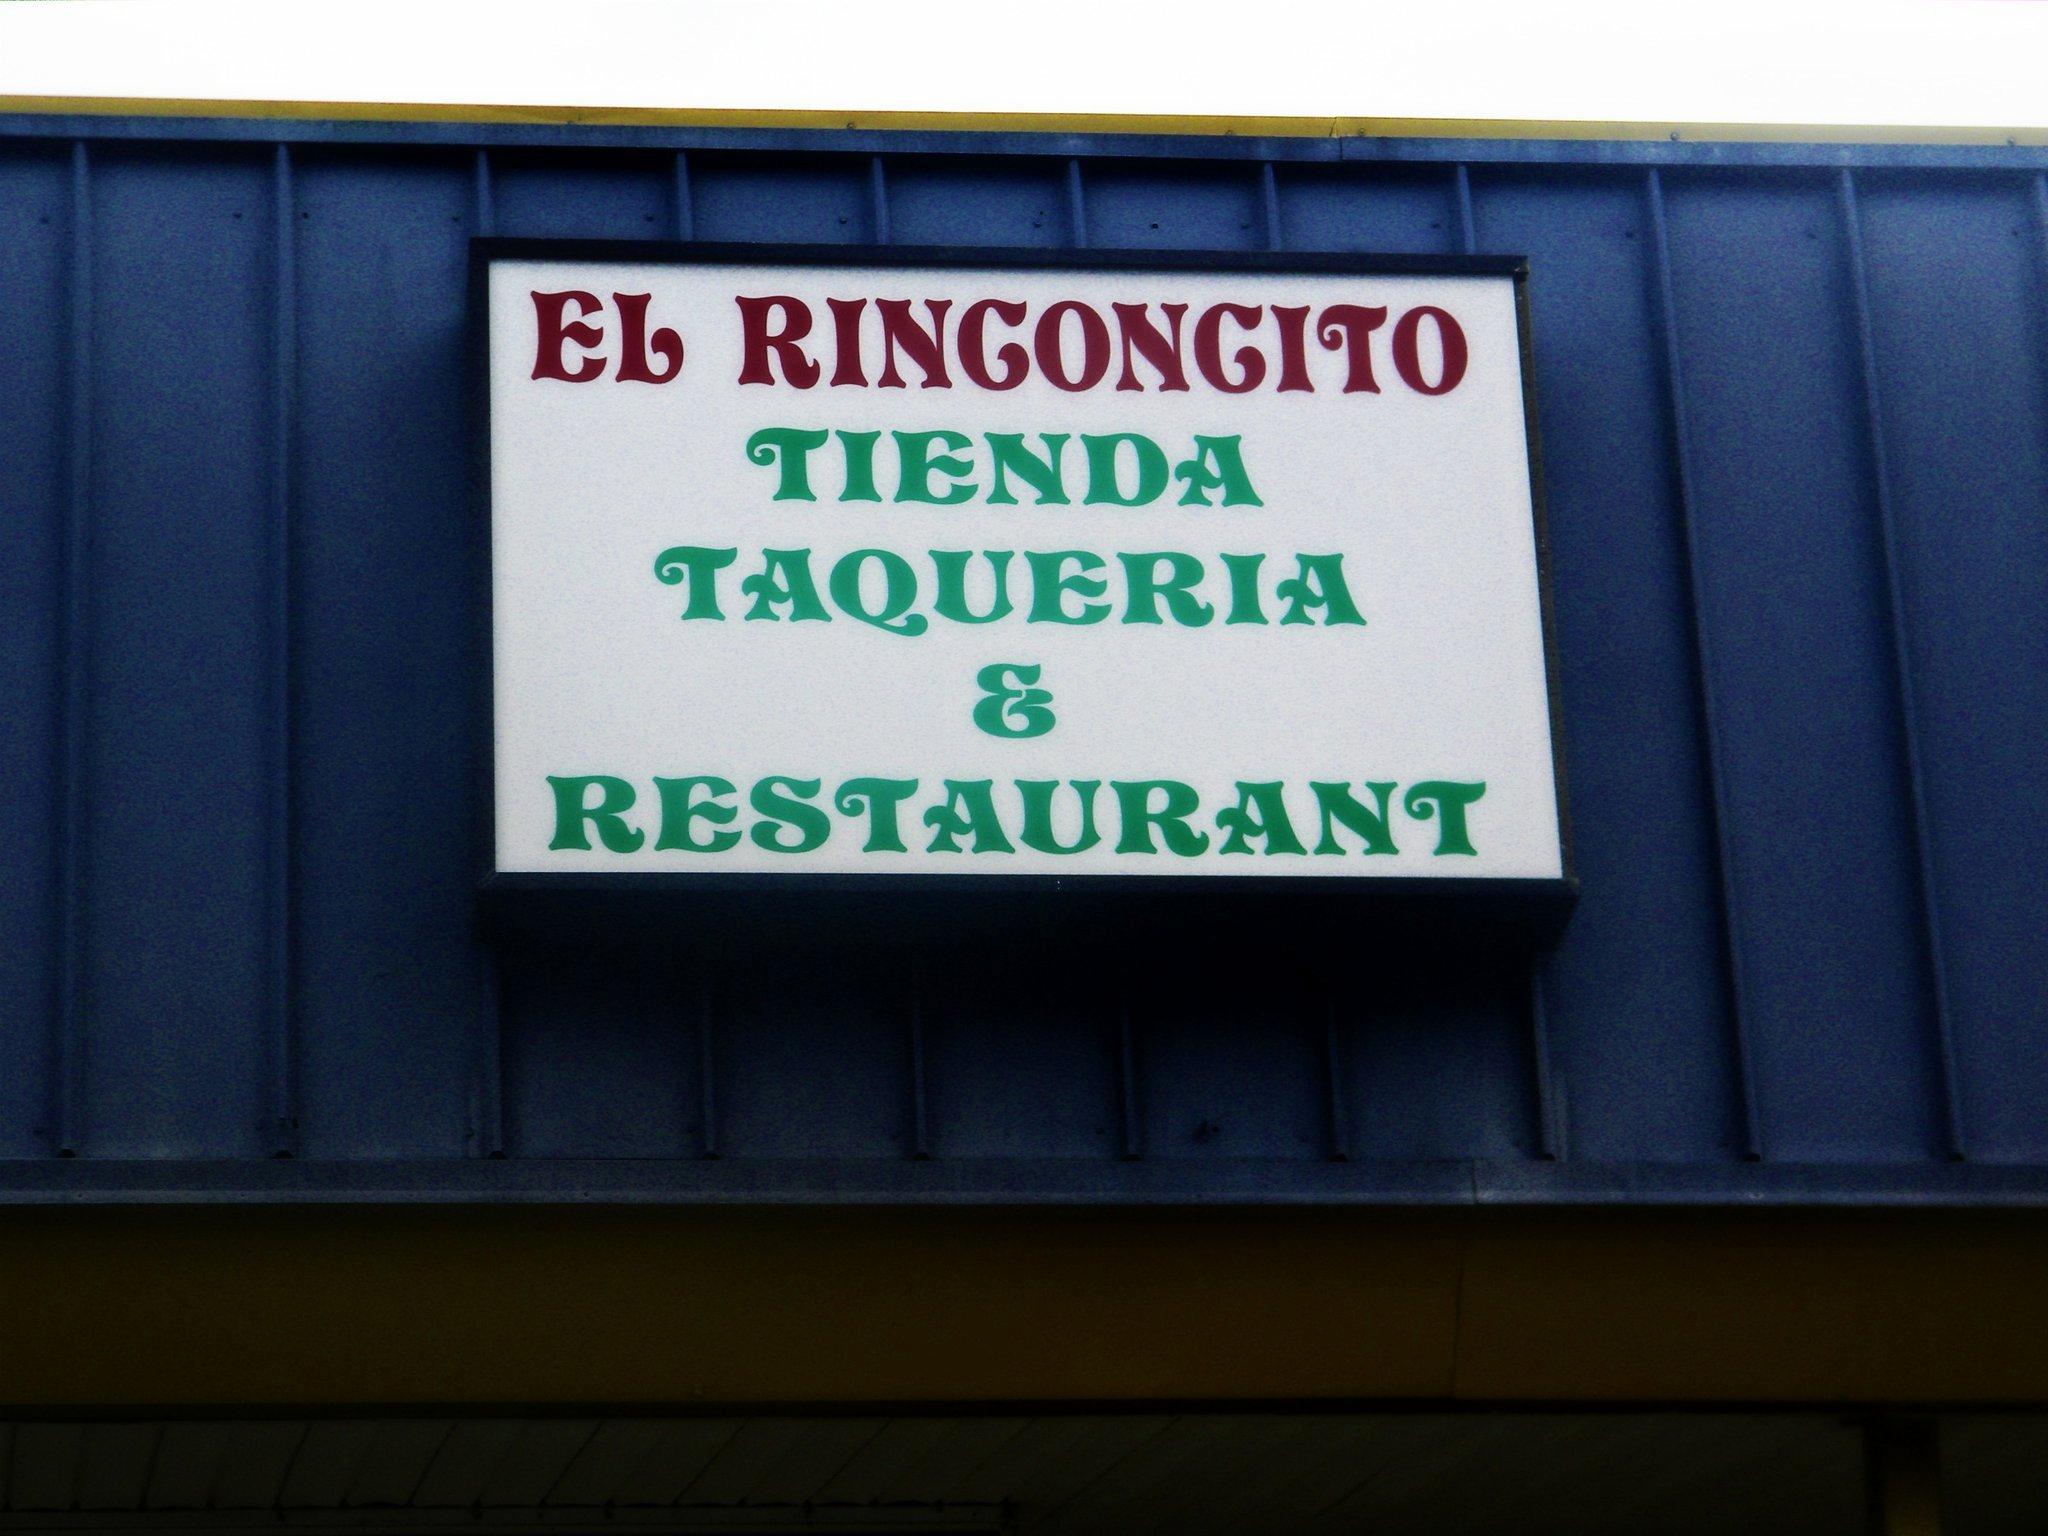 EL RINCONCITO
TIENDA
TAQUERIA
&
RESTAURANT